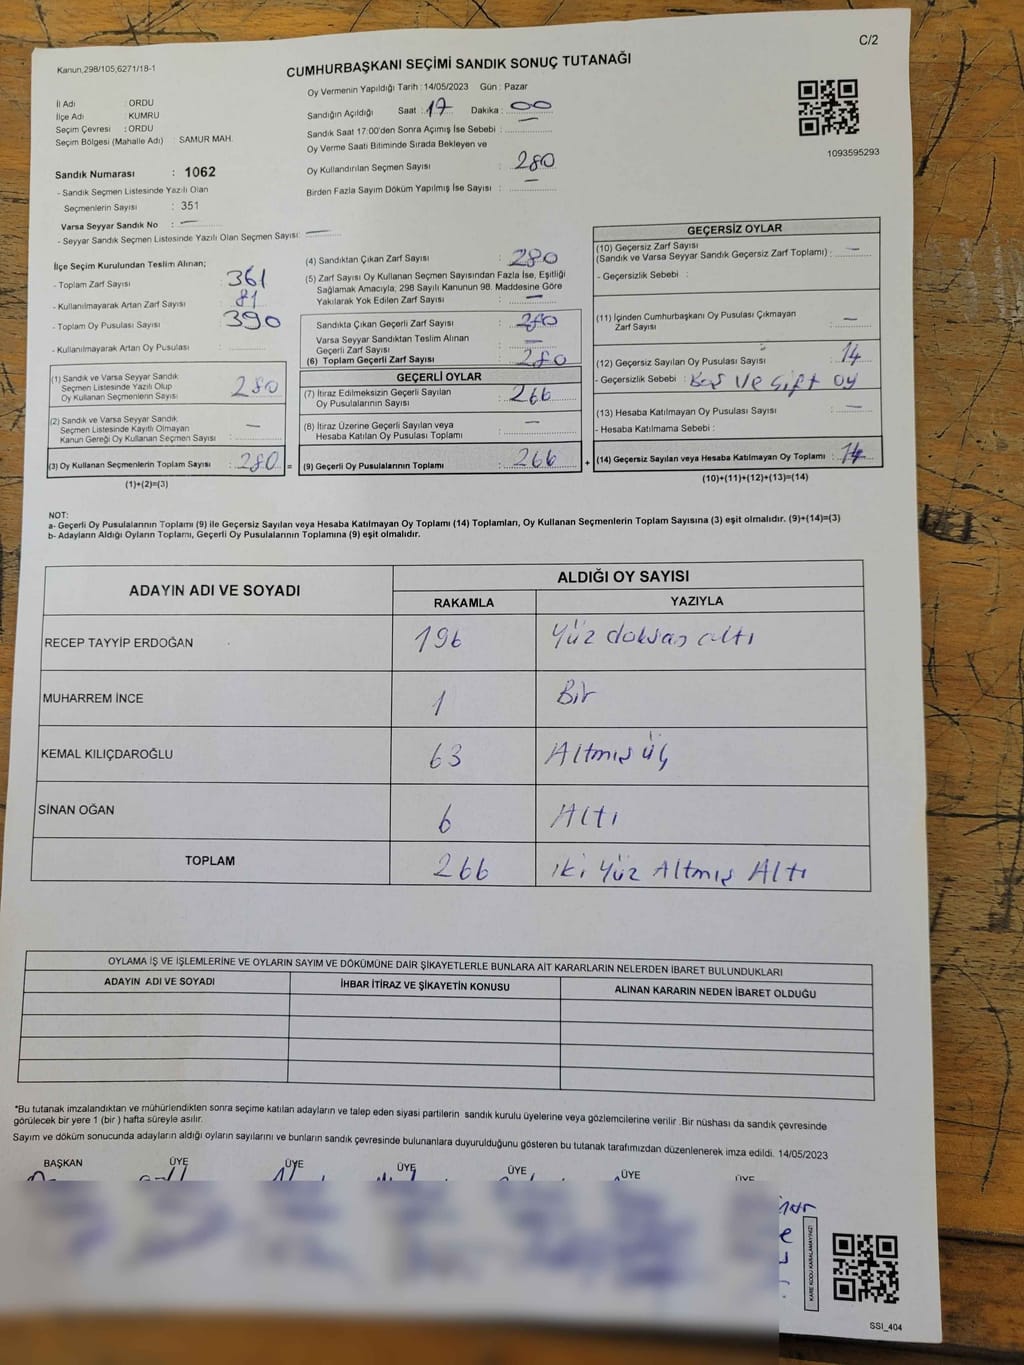 C/2
Kanun,298/105;6271/18-1
CUMHURBAŞKANI SEÇİMİ SANDIK SONUÇ TUTANAĞI
Oy Vermenin Yapıldığı Tarih : 14/05/2023 Gün : Pazar
İl Adı : ORDU
İlçe Adı : KUMRU
Seçim Çevresi : ORDU
Seçim Bölgesi (Mahalle Adı) : SAMUR MAH.
Sandığın Açıldığı Saat : 17 Dakika : 00
Sandık Saat 17:00'den Sonra Açımış İse Sebebi : —
Oy Verme Saati Bitiminde Sırada Bekleyen ve
Oy Kullandırılan Seçmen Sayısı : 280
Birden Fazla Sayım Döküm Yapılmış İse Sayısı : —
1093595293
Sandık Numarası : 1062
- Sandık Seçmen Listesinde Yazılı Olan
Seçmenlerin Sayısı : 351
Varsa Seyyar Sandık No : —
- Seyyar Sandık Seçmen Listesinde Yazılı Olan Seçmen Sayısı: —
İlçe Seçim Kurulundan Teslim Alınan;
- Toplam Zarf Sayısı : 361
- Kullanılmayarak Artan Zarf Sayısı : 81
- Toplam Oy Pusulası Sayısı : 390
- Kullanılmayarak Artan Oy Pusulası :
(1) Sandık ve Varsa Seyyar Sandık
Seçmen Listesinde Yazılı Olup
Oy Kullanan Seçmenlerin Sayısı : 280
(2) Sandık ve Varsa Seyyar Sandık
Seçmen Listesinde Kayıtlı Olmayan
Kanun Gereği Oy Kullanan Seçmen Sayısı : —
(3) Oy Kullanan Seçmenlerin Toplam Sayısı : 280 =
(1)+(2)=(3)
(4) Sandıktan Çıkan Zarf Sayısı : 280
(5) Zarf Sayısı Oy Kullanan Seçmen Sayısından Fazla İse, Eşitliği
Sağlamak Amacıyla, 298 Sayılı Kanunun 98. Maddesine Göre
Yakılarak Yok Edilen Zarf Sayısı : —
Sandıkta Çıkan Geçerli Zarf Sayısı : 280
Varsa Seyyar Sandıktan Teslim Alınan
Geçerli Zarf Sayısı : —
(6) Toplam Geçerli Zarf Sayısı : 280
GEÇERLİ OYLAR
(7) İtiraz Edilmeksizin Geçerli Sayılan
Oy Pusulalarının Sayısı : 266
(8) İtiraz Üzerine Geçerli Sayılan veya
Hesaba Katılan Oy Pusulası Toplamı : —
(9) Geçerli Oy Pusulalarının Toplamı : 266 +
GEÇERSİZ OYLAR
(10) Geçersiz Zarf Sayısı
(Sandık ve Varsa Seyyar Sandık Geçersiz Zarf Toplamı) : —
- Geçersizlik Sebebi :
(11) İçinden Cumhurbaşkanı Oy Pusulası Çıkmayan
Zarf Sayısı : —
(12) Geçersiz Sayılan Oy Pusulası Sayısı : 14
- Geçersizlik Sebebi : Boş ve Çift oy
(13) Hesaba Katılmayan Oy Pusulası Sayısı : —
- Hesaba Katılmama Sebebi :
(14) Geçersiz Sayılan veya Hesaba Katılmayan Oy Toplamı : 14
(10)+(11)+(12)+(13)=(14)
NOT:
a- Geçerli Oy Pusulalarının Toplamı (9) ile Geçersiz Sayılan veya Hesaba Katılmayan Oy Toplamı (14) Toplamları, Oy Kullanan Seçmenlerin Toplam Sayısına (3) eşit olmalıdır. (9)+(14)=(3)
b- Adayların Aldığı Oyların Toplamı, Geçerli Oy Pusulalarının Toplamına (9) eşit olmalıdır.
ADAYIN ADI VE SOYADI
ALDIĞI OY SAYISI
RAKAMLA YAZIYLA
RECEP TAYYİP ERDOĞAN 196 Yüz doksan altı
MUHARREM İNCE 1 Bir
KEMAL KILIÇDAROĞLU 63 Altmış üç
SİNAN OĞAN 6 Altı
TOPLAM 266 iki Yüz Altmış Altı
OYLAMA İŞ VE İŞLEMLERİNE VE OYLARIN SAYIM VE DÖKÜMÜNE DAİR ŞİKAYETLERLE BUNLARA AİT KARARLARIN NELERDEN İBARET BULUNDUKLARI
ADAYIN ADI VE SOYADI İHBAR İTİRAZ VE ŞİKAYETİN KONUSU ALINAN KARARIN NEDEN İBARET OLDUĞU
*Bu tutanak imzalandıktan ve mühürlendikten sonra seçime katılan adayların ve talep eden siyasi partilerin sandık kurulu üyelerine veya gözlemcilerine verilir .Bir nüshası da sandık çevresinde
görülecek bir yere 1 (bir ) hafta süreyle asılır.
Sayım ve döküm sonucunda adayların aldığı oyların sayılarını ve bunların sandık çevresinde bulunanlara duyurulduğunu gösteren bu tutanak tarafımızdan düzenlenerek imza edildi. 14/05/2023
BAŞKAN ÜYE ÜYE ÜYE ÜYE ÜYE ÜYE
KARE KODU KARALAMAYINIZ!
SSI_404